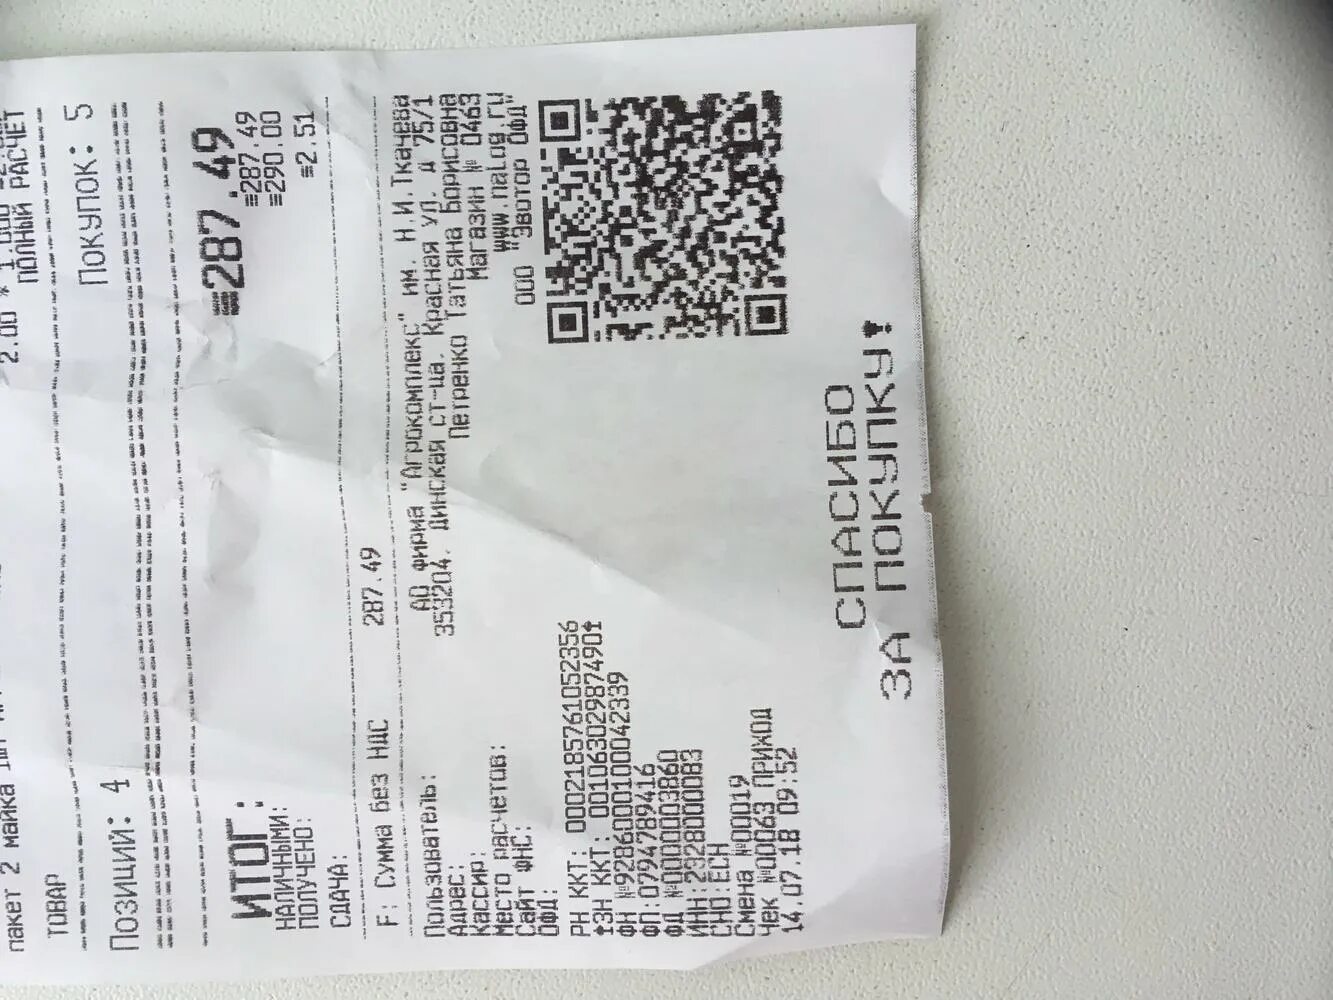 пакет 2 майка
2.00 * 1.000
ТОВАР ПОЛНЫЙ РАСЧЕТ
Позиций: 4 Покупок: 5
ИТОГ: ≡287.49
НАЛИЧНЫМИ: ≡287.49
ПОЛУЧЕНО: ≡290.00
СДАЧА: ≡2.51
F: Сумма без НДС 287.49
Пользователь: АО фирма "Агрокомплекс" им. Н.И.Ткачева
Адрес: 353204, Динская ст-ца, Красная ул. д 75/1
Кассир: Петренко Татьяна Борисовна
Место расчетов: Магазин № 0463
Сайт ФНС: www.nalog.ru
ОФД: ООО "Эвотор ОФД"
РН ККТ: 0002185761052356
↑ЗН ККТ: 00106302987490↑
ФН №9286000100042339
ФП:0794789416
ФД №0000003860
ИНН:2328000083
СНО:ЕСН
Смена №00019
Чек №00063 ПРИХОД
14.07.18 09:52
СПАСИБО
ЗА ПОКУПКУ!